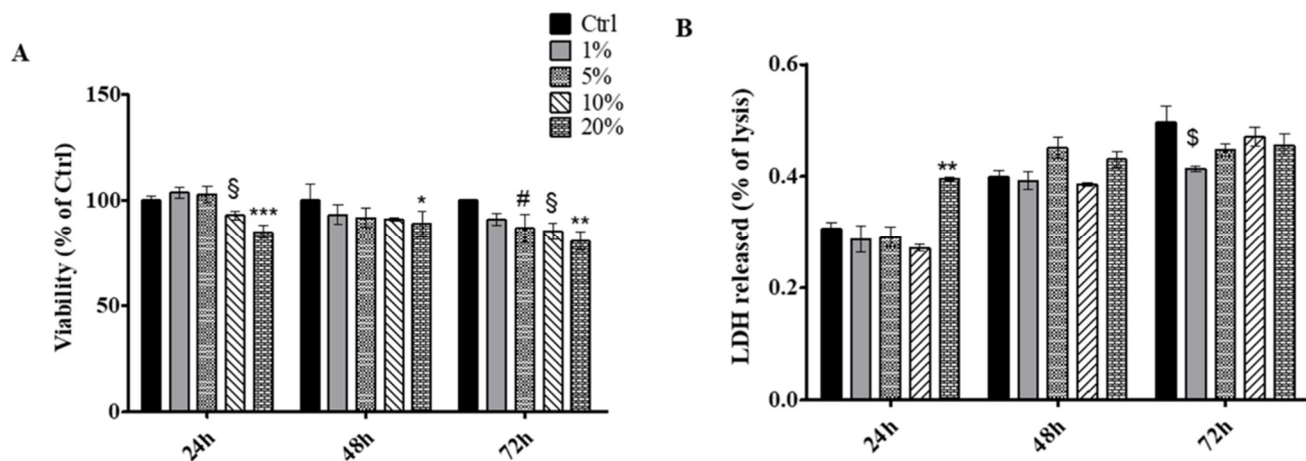 A
Viability (% of Ctrl)
150
100
50
0
§
***
*
#
§
**
24h
48h
72h
Ctrl
1%
5%
10%
20%
B
LDH released (% of lysis)
0.6
0.4
0.2
0.0
**
$
24h
48h
72h